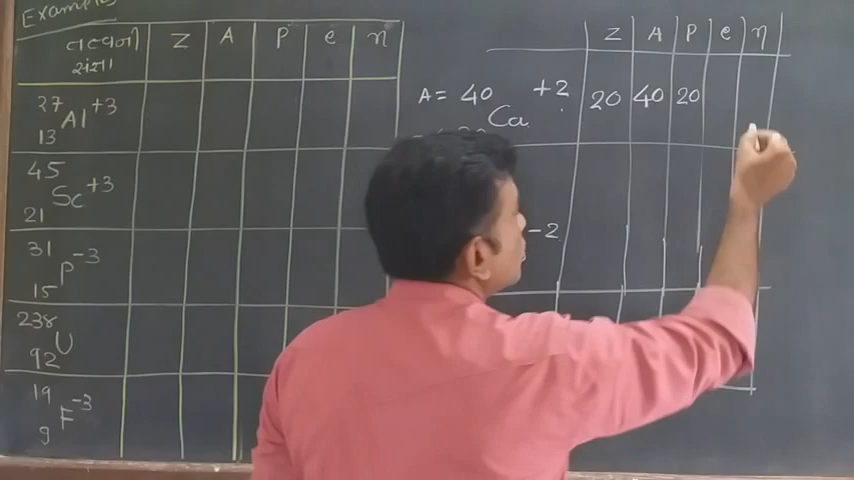 Examples
તત્વની સંજ્ઞા Z A P e n
27 13 Al +3
45 21 Sc +3
31 15 P -3
238 92 U
19 9 F -3
Z A P e n
A = 40 Ca +2 20 40 20
-2